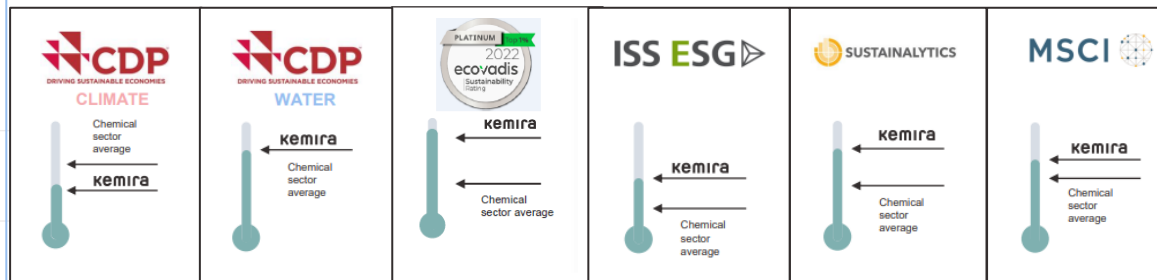 CDP
DRIVING SUSTAINABLE ECONOMIES
CLIMATE
Chemical
sector
average
kemira
CDP
DRIVING SUSTAINABLE ECONOMIES
WATER
kemira
Chemical
sector
average
PLATINUM Top 1%
2022
ecovadis
Sustainability
Rating
kemira
Chemical
sector average
ISS ESG
kemira
Chemical
sector
average
SUSTAINALYTICS
kemira
Chemical
sector
average
MSCI
kemira
Chemical
sector
average